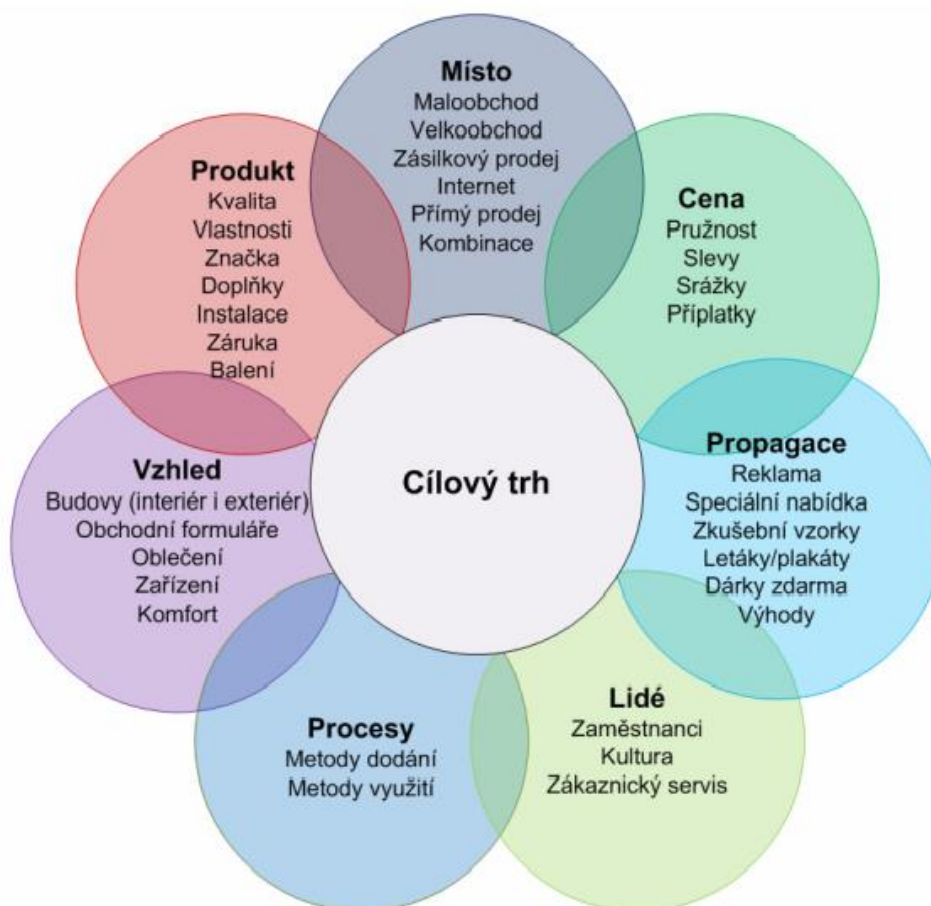 Místo
Maloobchod
Velkoobchod
Zásilkový prodej
Internet
Přímý prodej
Kombinace
Cena
Pružnost
Slevy
Srážky
Příplatky
Propagace
Reklama
Speciální nabídka
Zkušební vzorky
Letáky/plakáty
Dárky zdarma
Výhody
Lidé
Zaměstnanci
Kultura
Zákaznický servis
Procesy
Metody dodání
Metody využití
Vzhled
Budovy (interiér i exteriér)
Obchodní formuláře
Oblečení
Zařízení
Komfort
Produkt
Kvalita
Vlastnosti
Značka
Doplňky
Instalace
Záruka
Balení
Cílový trh